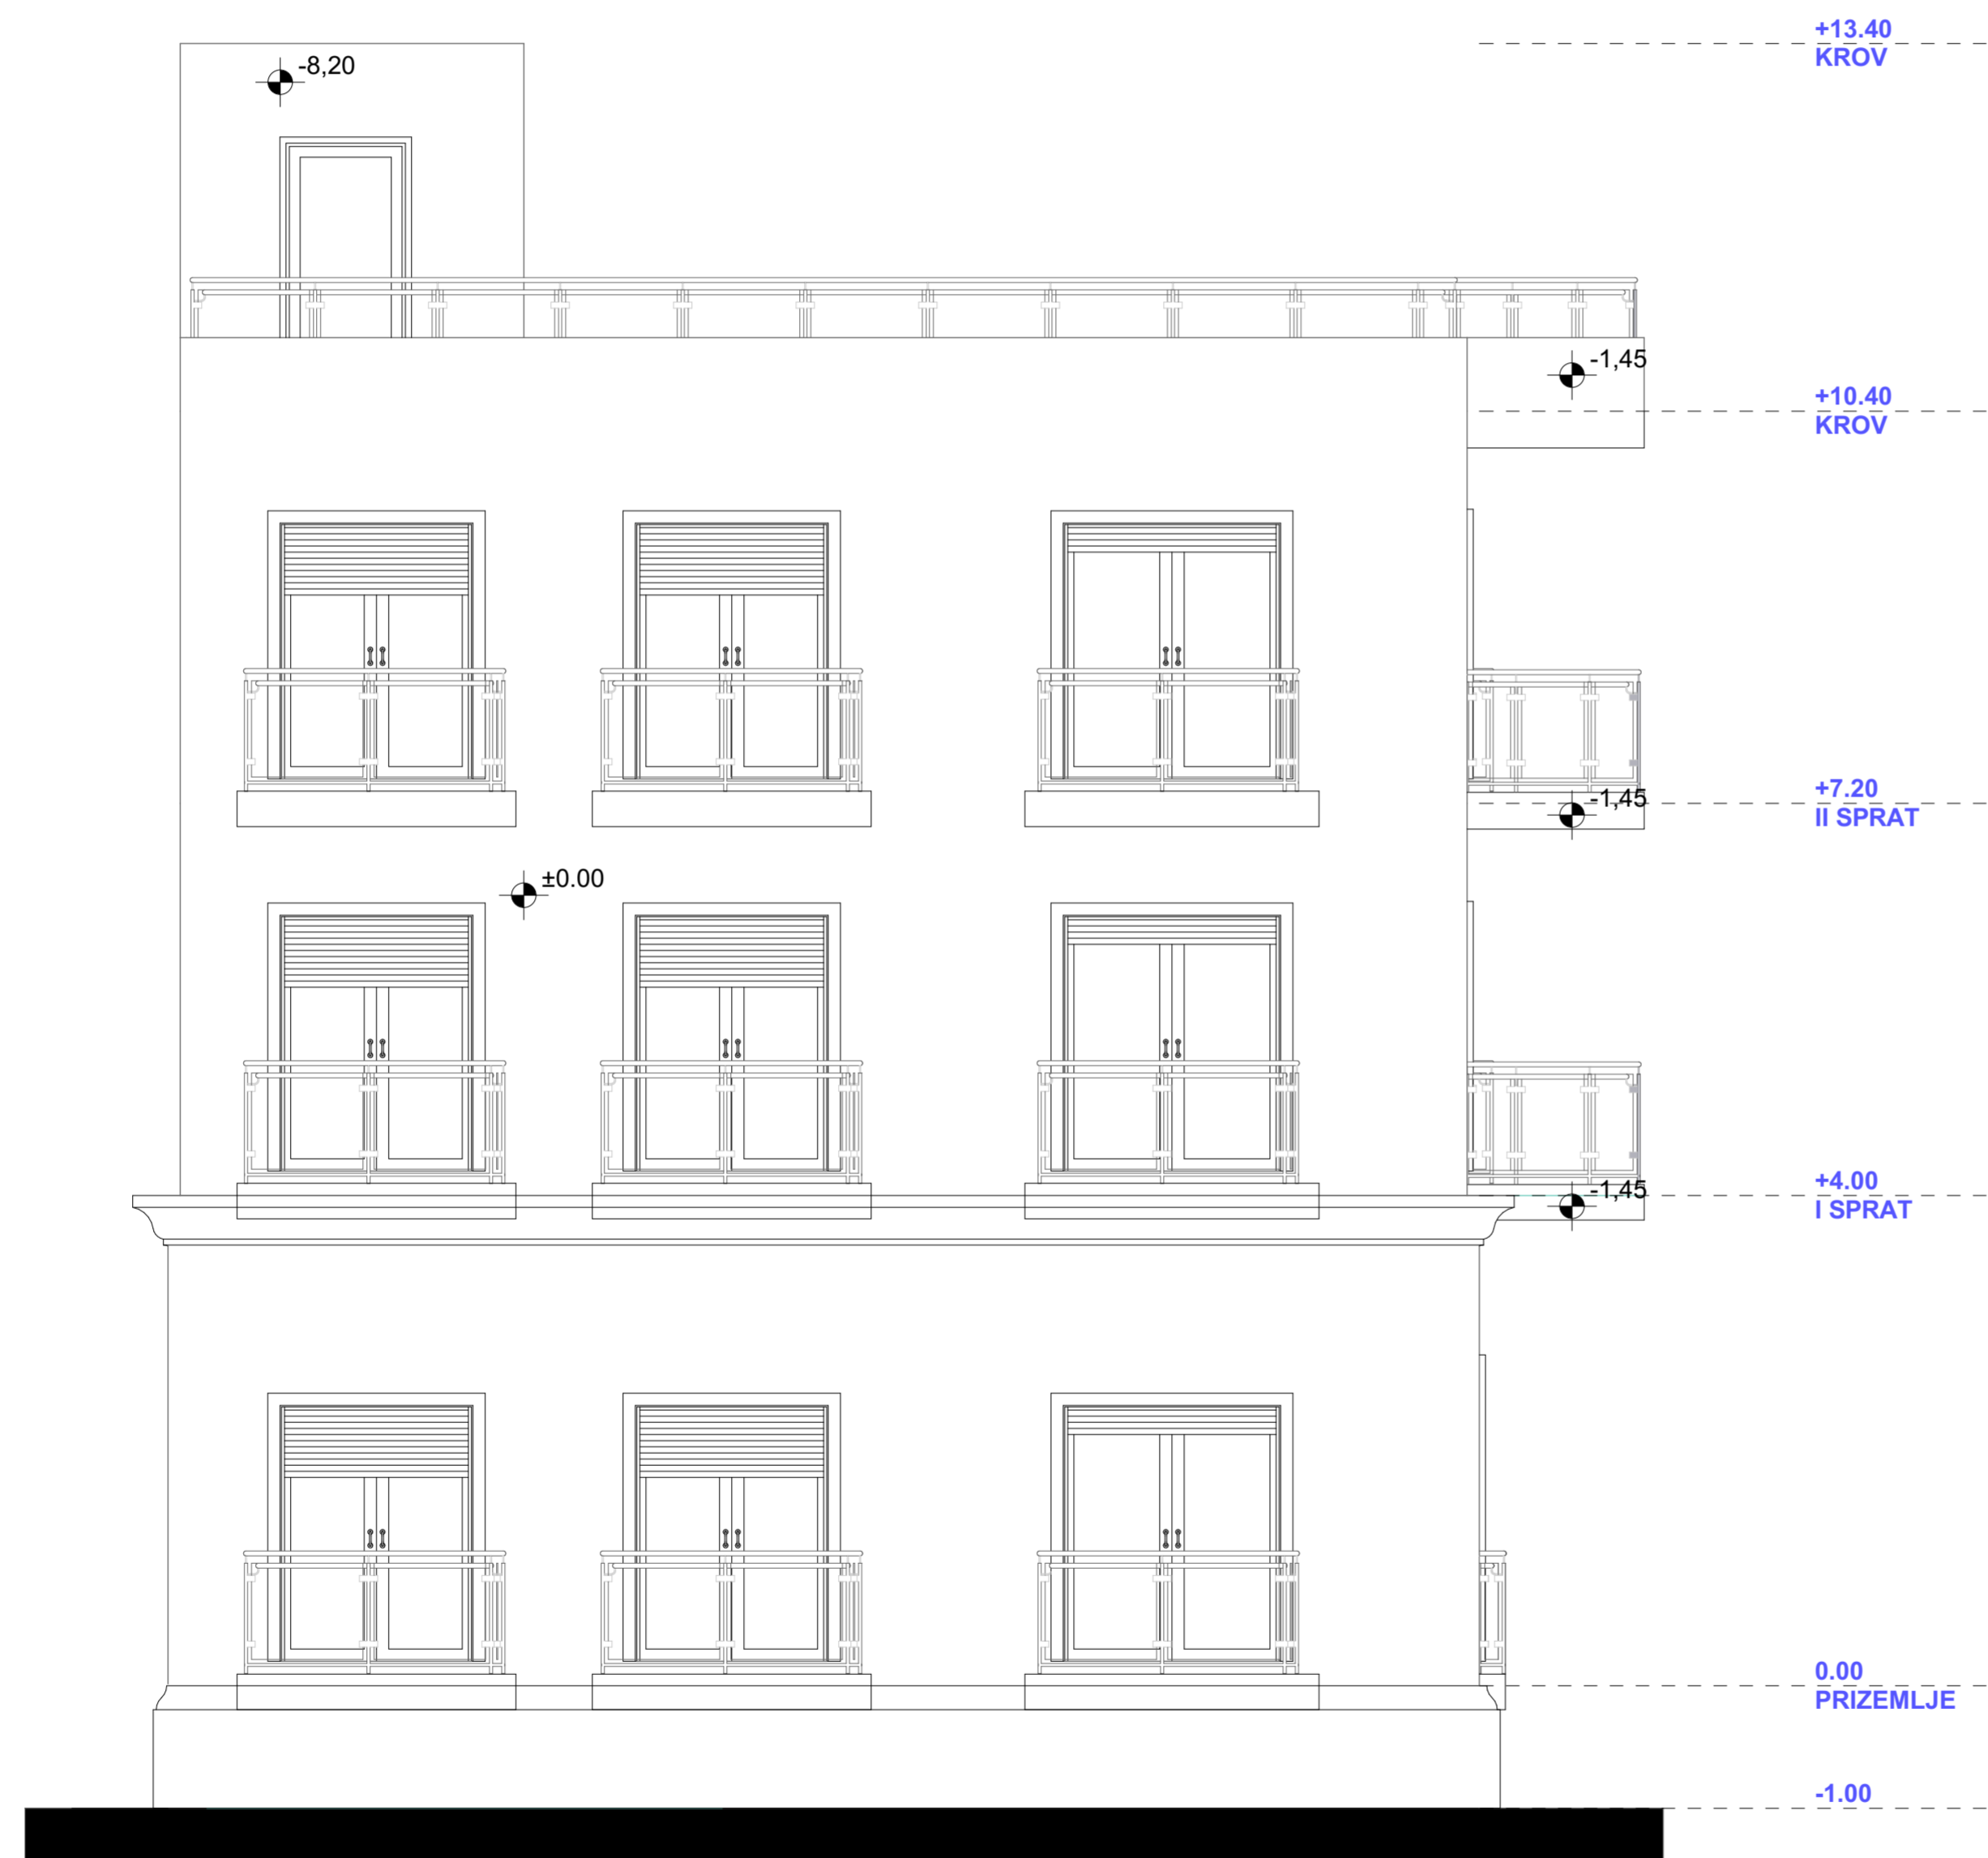 +13.40
KROV
-8,20
-1,45
+10.40
KROV
+7.20
II SPRAT
-1,45
±0.00
+4.00
I SPRAT
-1,45
0.00
PRIZEMLJE
-1.00